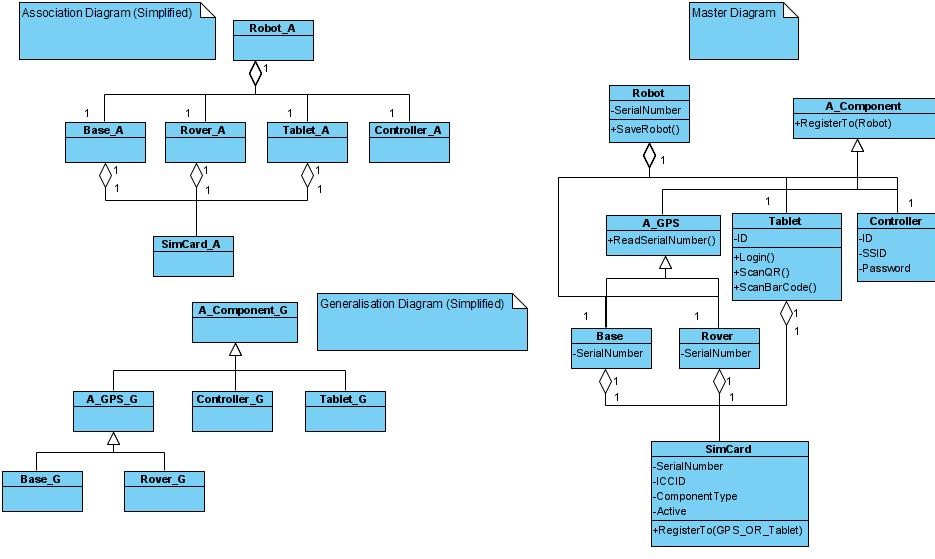 Association Diagram (Simplified)
Robot_A
1
1
1
1
1
Base_A
Rover_A
Tablet_A
Controller_A
1
1
1
1
1
1
SimCard_A
Generalisation Diagram (Simplified)
A_Component_G
A_GPS_G
Controller_G
Tablet_G
Base_G
Rover_G
Master Diagram
Robot
-SerialNumber
+SaveRobot()
1
A_Component
+RegisterTo(Robot)
A_GPS
+ReadSerialNumber()
1
Tablet
-ID
+Login()
+ScanQR()
+ScanBarCode()
1
Controller
-ID
-SSID
-Password
1
Base
-SerialNumber
1
Rover
-SerialNumber
1
1
1
1
1
1
SimCard
-SerialNumber
-ICCID
-ComponentType
-Active
+RegisterTo(GPS_OR_Tablet)